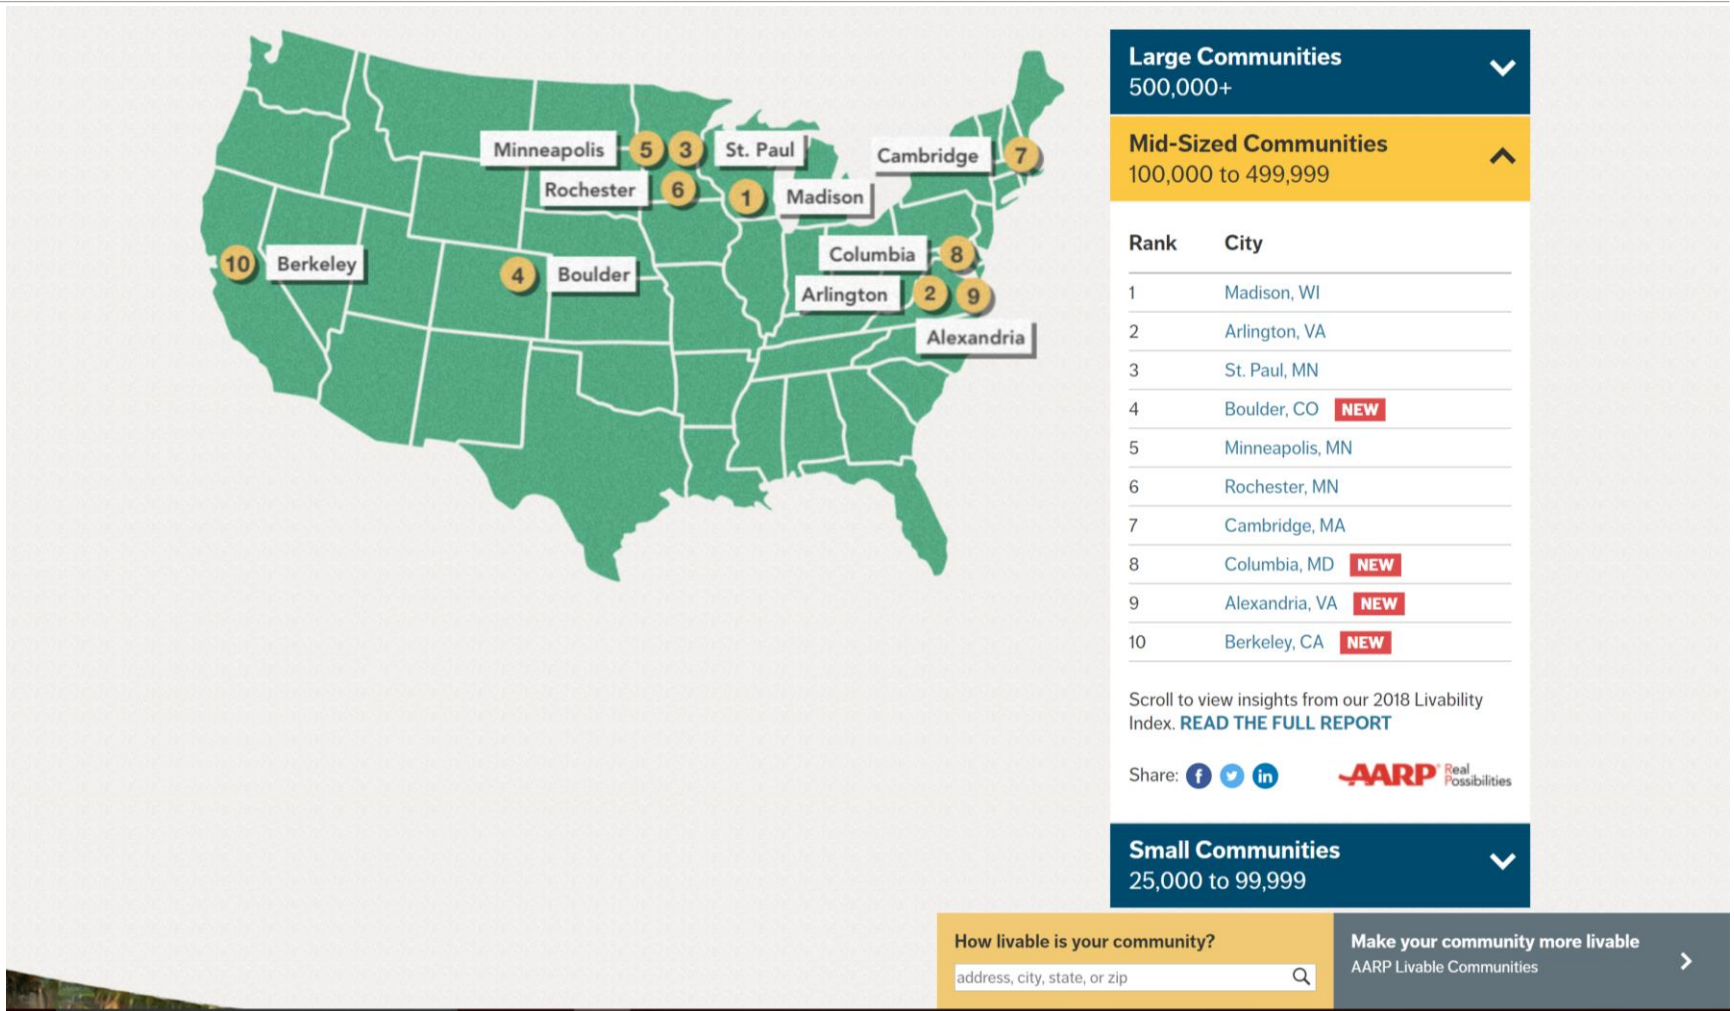 Minneapolis 5 3 St. Paul
Cambridge 7
Rochester 6 1 Madison
Columbia 8
10 Berkeley
4 Boulder
Arlington 2 9
Alexandria
Large Communities
500,000+
Mid-Sized Communities
100,000 to 499,999
Rank City
1 Madison, WI
2 Arlington, VA
3 St. Paul, MN
4 Boulder, CO NEW
5 Minneapolis, MN
6 Rochester, MN
7 Cambridge, MA
8 Columbia, MD NEW
9 Alexandria, VA NEW
10 Berkeley, CA NEW
Scroll to view insights from our 2018 Livability
Index. READ THE FULL REPORT
Share: f in AARP Real
Possibilities
Small Communities
25,000 to 99,999
How livable is your community?
address, city, state, or zip
Make your community more livable
AARP Livable Communities